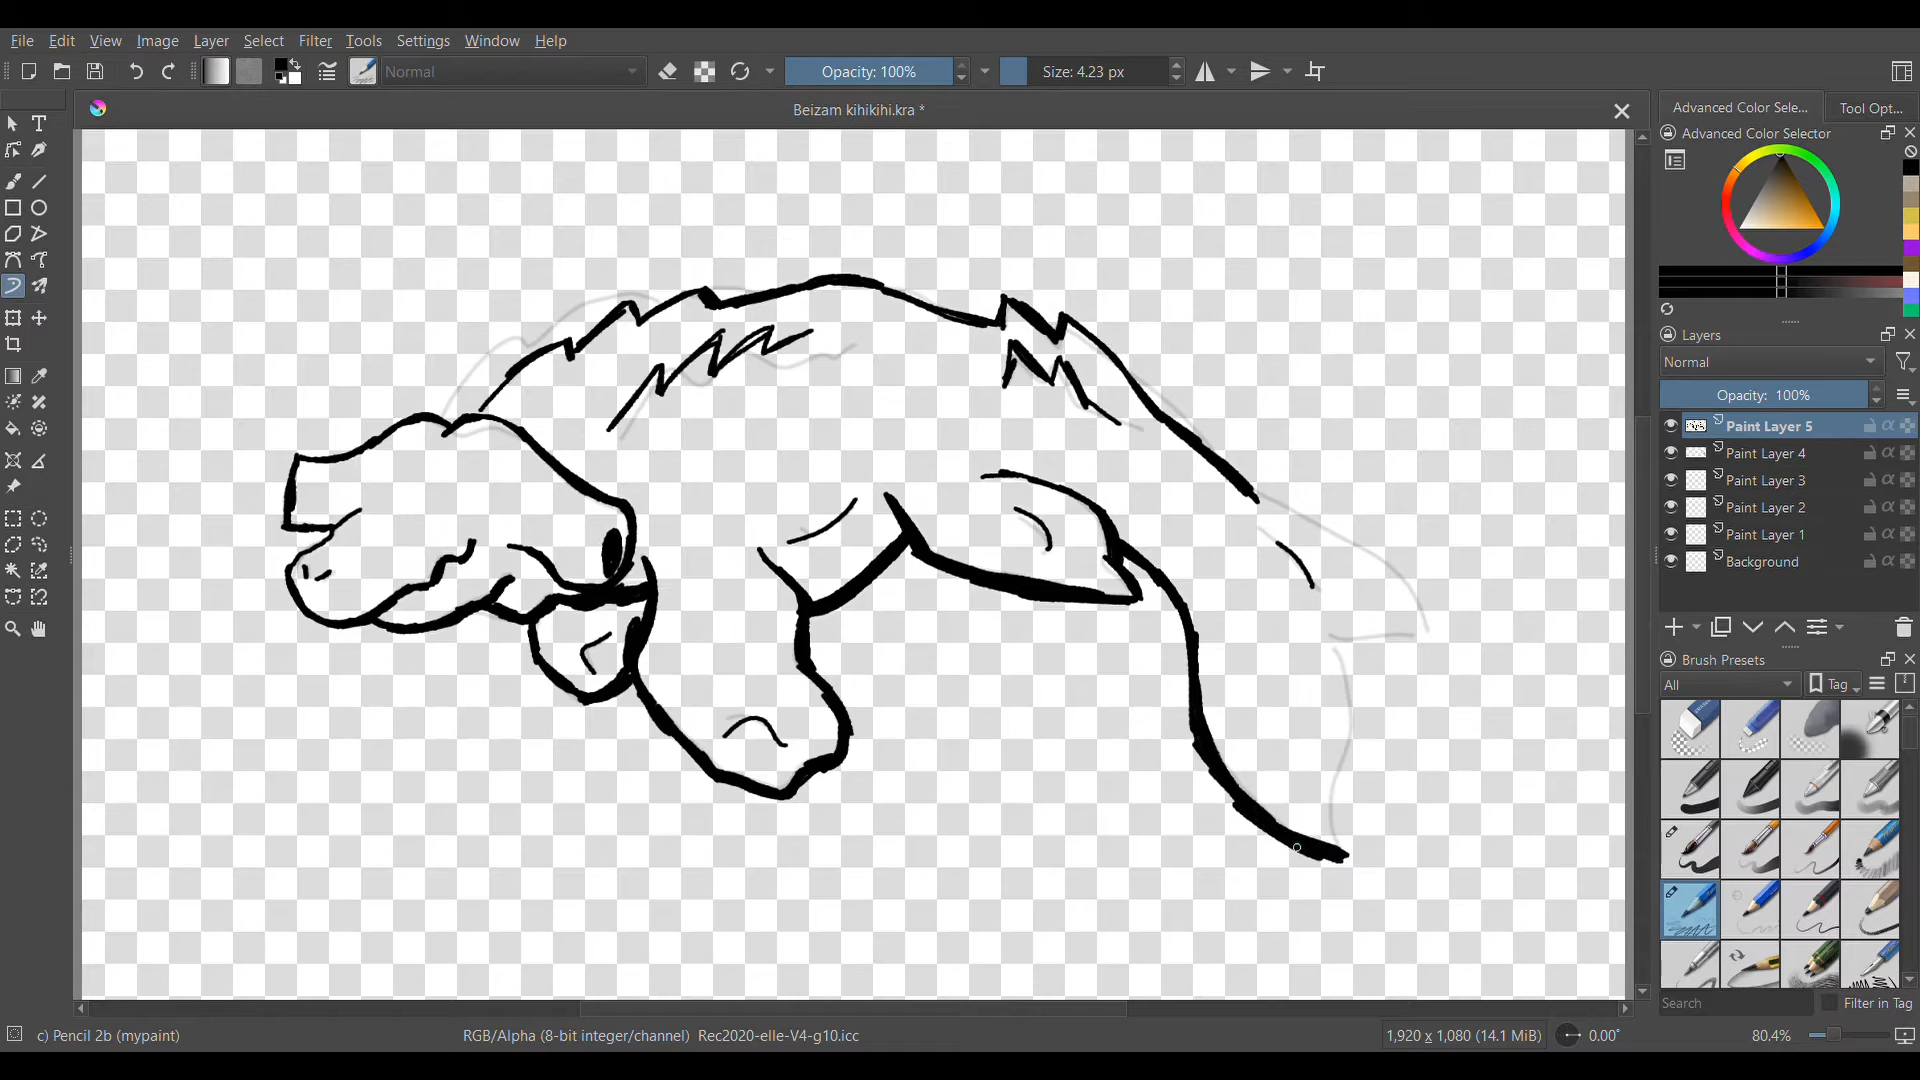 File Edit View Image Layer Select Filter Tools Settings Window Help
Normal Opacity: 100% Size: 4.23 px
Beizam kihikihi.kra *
Advanced Color Sele... Tool Opt...
Advanced Color Selector
Layers
Normal
Opacity: 100%
Paint Layer 5
Paint Layer 4
Paint Layer 3
Paint Layer 2
Paint Layer 1
Background
Brush Presets
All Tag
Search Filter in Tag
c) Pencil 2b (mypaint) RGB/Alpha (8-bit integer/channel) Rec2020-elle-V4-g10.icc 1,920 x 1,080 (14.1 MiB) 0.00° 80.4%